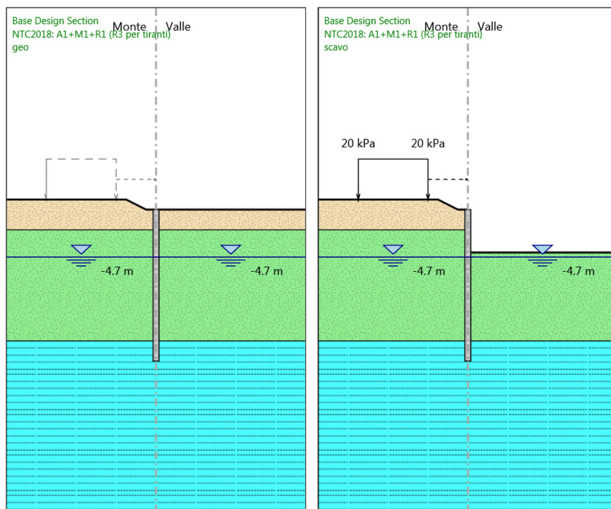 Base Design Section
Monte Valle
NTC2018: A1+M1+R1 (R3 per tiranti)
geo
-4.7 m
-4.7 m
Base Design Section
Monte Valle
NTC2018: A1+M1+R1 (R3 per tiranti)
scavo
20 kPa
20 kPa
-4.7 m
-4.7 m